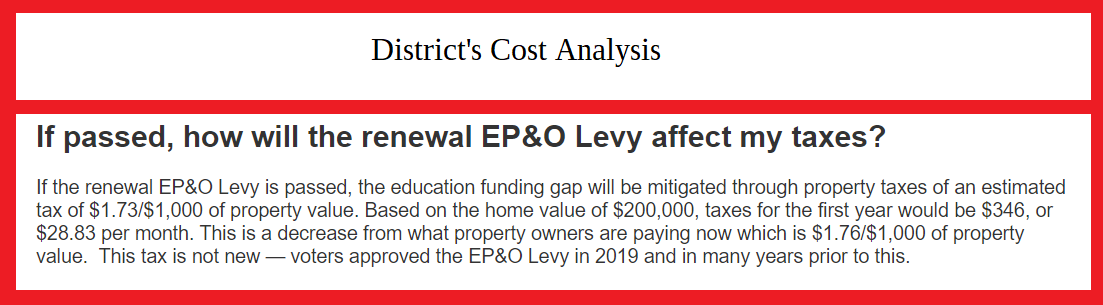 District's Cost Analysis
If passed, how will the renewal EP&O Levy affect my taxes?
If the renewal EP&O Levy is passed, the education funding gap will be mitigated through property taxes of an estimated
tax of $1.73/$1,000 of property value. Based on the home value of $200,000, taxes for the first year would be $346, or
$28.83 per month. This is a decrease from what property owners are paying now which is $1.76/$1,000 of property
value.  This tax is not new — voters approved the EP&O Levy in 2019 and in many years prior to this.